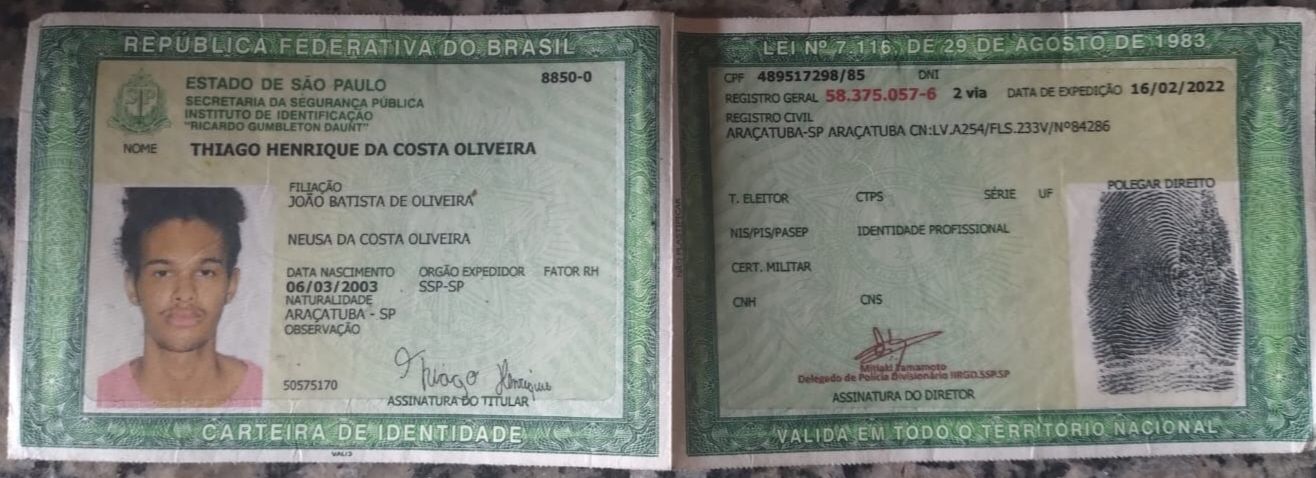 REPÚBLICA FEDERATIVA DO BRASIL
8850-0
ESTADO DE SÃO PAULO
SECRETARIA DA SEGURANÇA PÚBLICA
INSTITUTO DE IDENTIFICAÇÃO
"RICARDO GUMBLETON DAUNT"
NOME THIAGO HENRIQUE DA COSTA OLIVEIRA
FILIAÇÃO
JOÃO BATISTA DE OLIVEIRA
NEUSA DA COSTA OLIVEIRA
DATA NASCIMENTO ORGÃO EXPEDIDOR FATOR RH
06/03/2003 SSP-SP
NATURALIDADE
ARAÇATUBA - SP
OBSERVAÇÃO
50575170
Thiago Henrique
ASSINATURA DO TITULAR
CARTEIRA DE IDENTIDADE
LEI Nº 7.116, DE 29 DE AGOSTO DE 1983
CPF 489517298/85 DNI
REGISTRO GERAL 58.375.057-6 2 via DATA DE EXPEDIÇÃO 16/02/2022
REGISTRO CIVIL
ARAÇATUBA-SP ARAÇATUBA CN:LV.A254/FLS.233V/Nº84286
POLEGAR DIREITO
T. ELEITOR CTPS SÉRIE UF
NIS/PIS/PASEP IDENTIDADE PROFISSIONAL
CERT. MILITAR
CNH CNS
Mitiaki Yamamoto
Delegado de Polícia Divisionário IIRGD.SSP.SP
ASSINATURA DO DIRETOR
VALIDA EM TODO O TERRITÓRIO NACIONAL